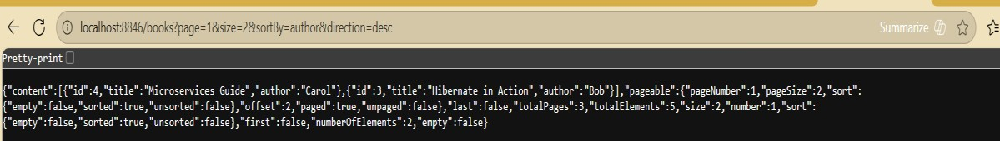 localhost:8846/books?page=1&size=2&sortBy=author&direction=desc
Summarize
Pretty-print
{"content":[{"id":4,"title":"Microservices Guide","author":"Carol"},{"id":3,"title":"Hibernate in Action","author":"Bob"}],"pageable":{"pageNumber":1,"pageSize":2,"sort":
{"empty":false,"sorted":true,"unsorted":false},"offset":2,"paged":true,"unpaged":false},"last":false,"totalPages":3,"totalElements":5,"size":2,"number":1,"sort":
{"empty":false,"sorted":true,"unsorted":false},"first":false,"numberOfElements":2,"empty":false}